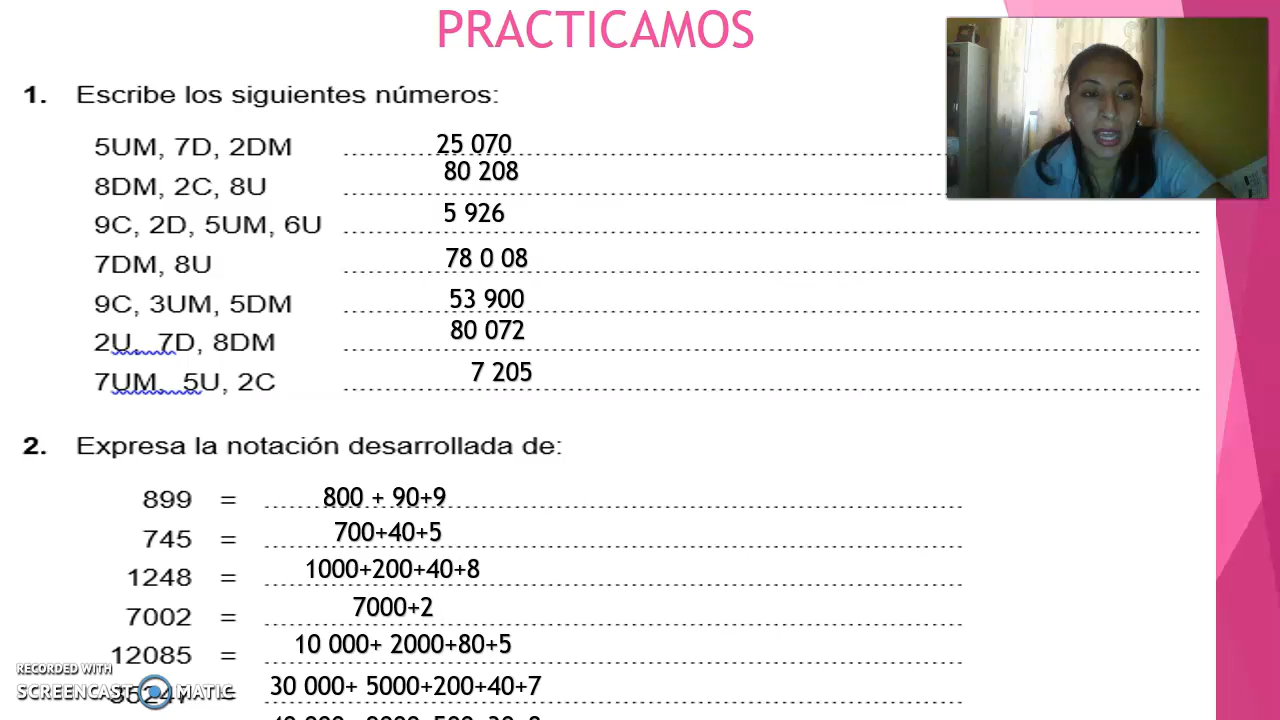 PRACTICAMOS
1. Escribe los siguientes números:
5UM, 7D, 2DM 25 070
8DM, 2C, 8U 80 208
9C, 2D, 5UM, 6U 5 926
7DM, 8U 78 0 08
9C, 3UM, 5DM 53 900
2U, 7D, 8DM 80 072
7UM, 5U, 2C 7 205
2. Expresa la notación desarrollada de:
899 = 800 + 90+9
745 = 700+40+5
1248 = 1000+200+40+8
7002 = 7000+2
12085 = 10 000+ 2000+80+5
35247 = 30 000+ 5000+200+40+7
RECORDED WITH
SCREENCAST MATIC